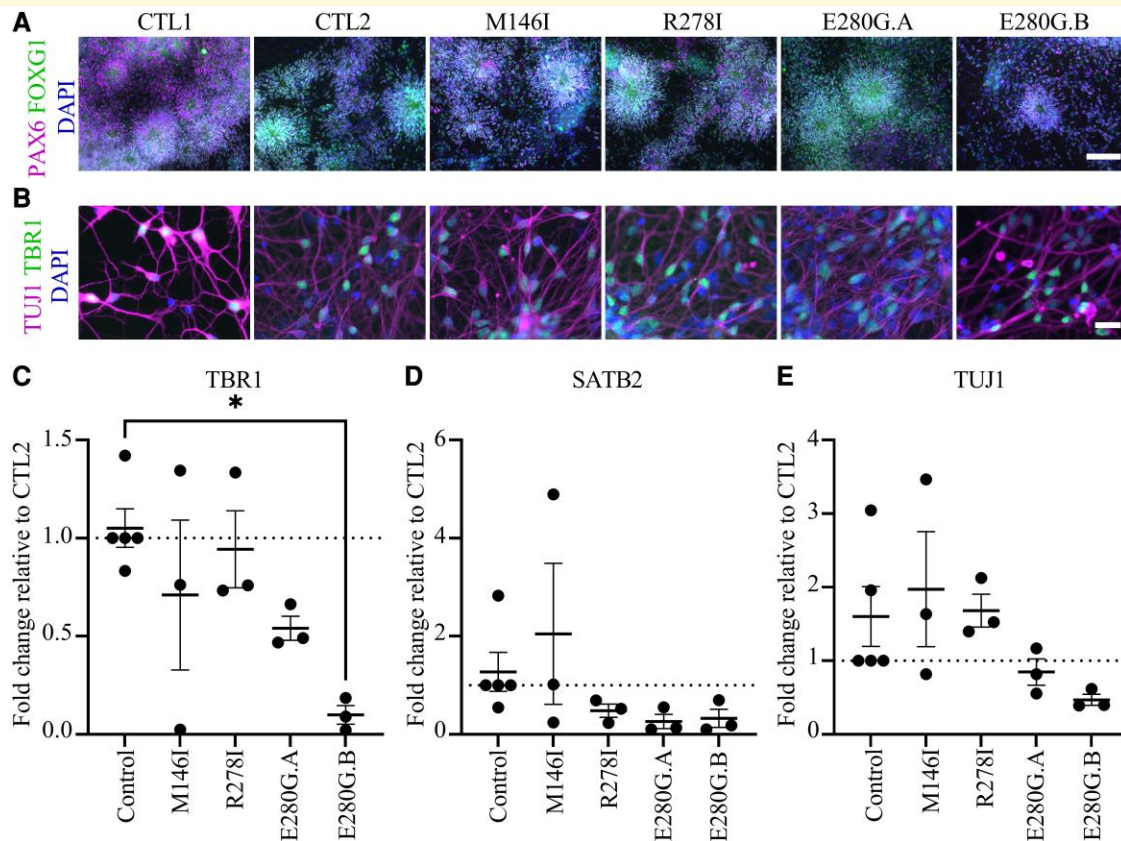 A
CTL1 CTL2 M146I R278I E280G.A E280G.B
PAX6 FOXG1
DAPI
B
TUJ1 TBR1
DAPI
C
TBR1
*
Fold change relative to CTL2
1.5
1.0
0.5
0.0
Control
M146I
R278I
E280G.A
E280G.B
D
SATB2
Fold change relative to CTL2
6
4
2
0
Control
M146I
R278I
E280G.A
E280G.B
E
TUJ1
Fold change relative to CTL2
4
3
2
1
0
Control
M146I
R278I
E280G.A
E280G.B